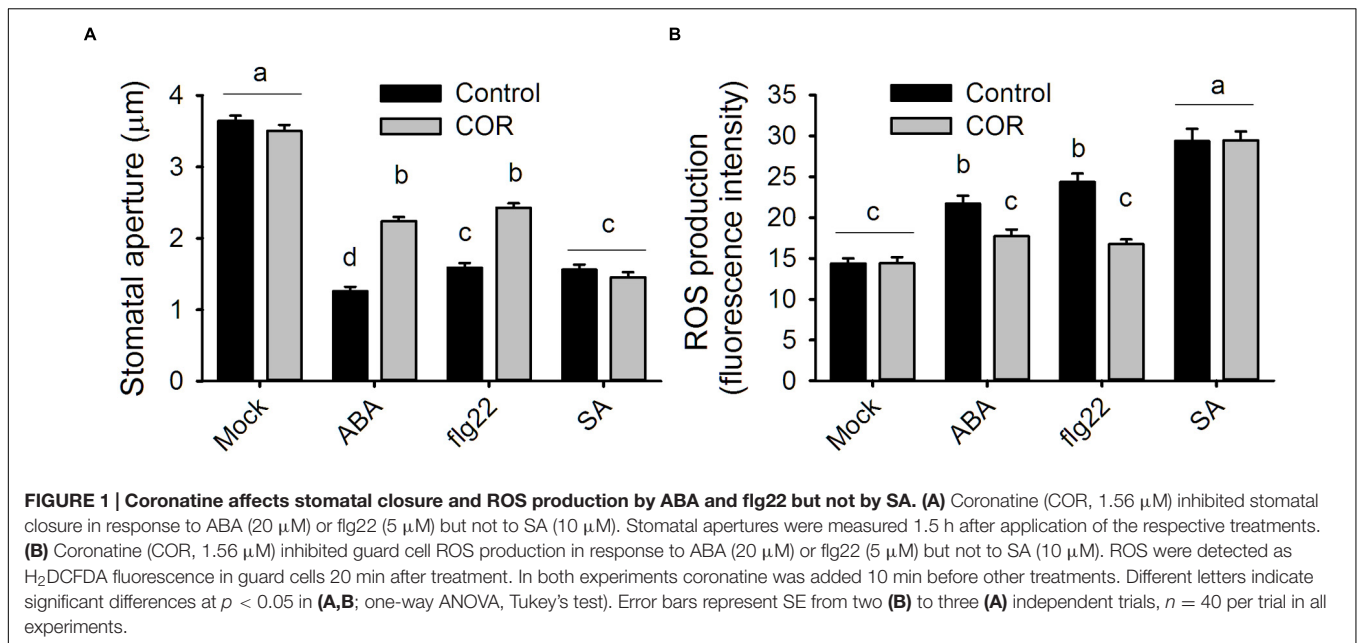 A
Stomatal aperture (μm)
4
3
2
1
0
Control
COR
a
d
b
c
b
c
Mock
ABA
flg22
SA
B
ROS production
(fluorescence intensity)
35
30
25
20
15
10
5
0
Control
COR
c
b
c
b
c
a
Mock
ABA
flg22
SA
FIGURE 1 | Coronatine affects stomatal closure and ROS production by ABA and flg22 but not by SA. (A) Coronatine (COR, 1.56 μM) inhibited stomatal
closure in response to ABA (20 μM) or flg22 (5 μM) but not to SA (10 μM). Stomatal apertures were measured 1.5 h after application of the respective treatments.
(B) Coronatine (COR, 1.56 μM) inhibited guard cell ROS production in response to ABA (20 μM) or flg22 (5 μM) but not to SA (10 μM). ROS were detected as
H₂DCFDA fluorescence in guard cells 20 min after treatment. In both experiments coronatine was added 10 min before other treatments. Different letters indicate
significant differences at p < 0.05 in (A,B; one-way ANOVA, Tukey's test). Error bars represent SE from two (B) to three (A) independent trials, n = 40 per trial in all
experiments.